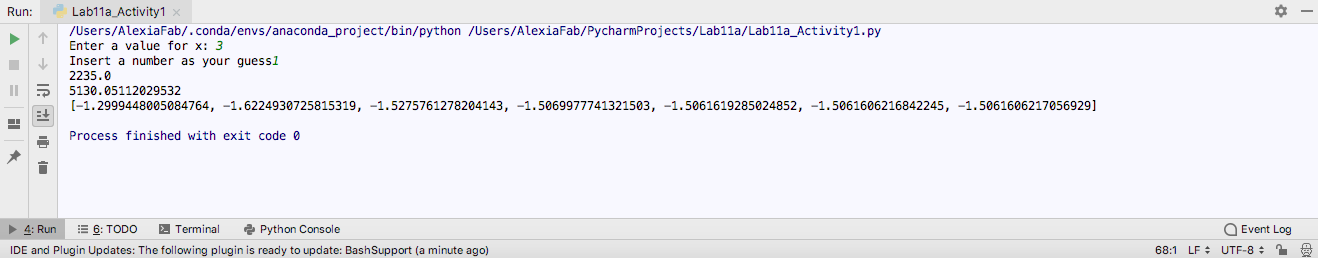 Run: Lab11a_Activity1
/Users/AlexiaFab/.conda/envs/anaconda_project/bin/python /Users/AlexiaFab/PycharmProjects/Lab11a/Lab11a_Activity1.py
Enter a value for x: 3
Insert a number as your guess1
2235.0
5130.05112029532
[-1.2999448005084764, -1.6224930725815319, -1.5275761278204143, -1.5069977741321503, -1.5061619285024852, -1.5061606216842245, -1.5061606217056929]
Process finished with exit code 0
4: Run 6: TODO Terminal Python Console Event Log
IDE and Plugin Updates: The following plugin is ready to update: BashSupport (a minute ago) 68:1 LF UTF-8